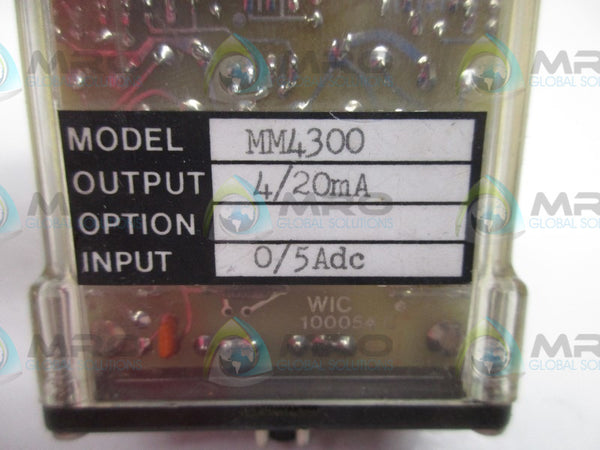 MRO
GLOBAL SOLUTIONS
MODEL MM4300
OUTPUT 4/20mA
OPTION
INPUT 0/5Adc
WIC